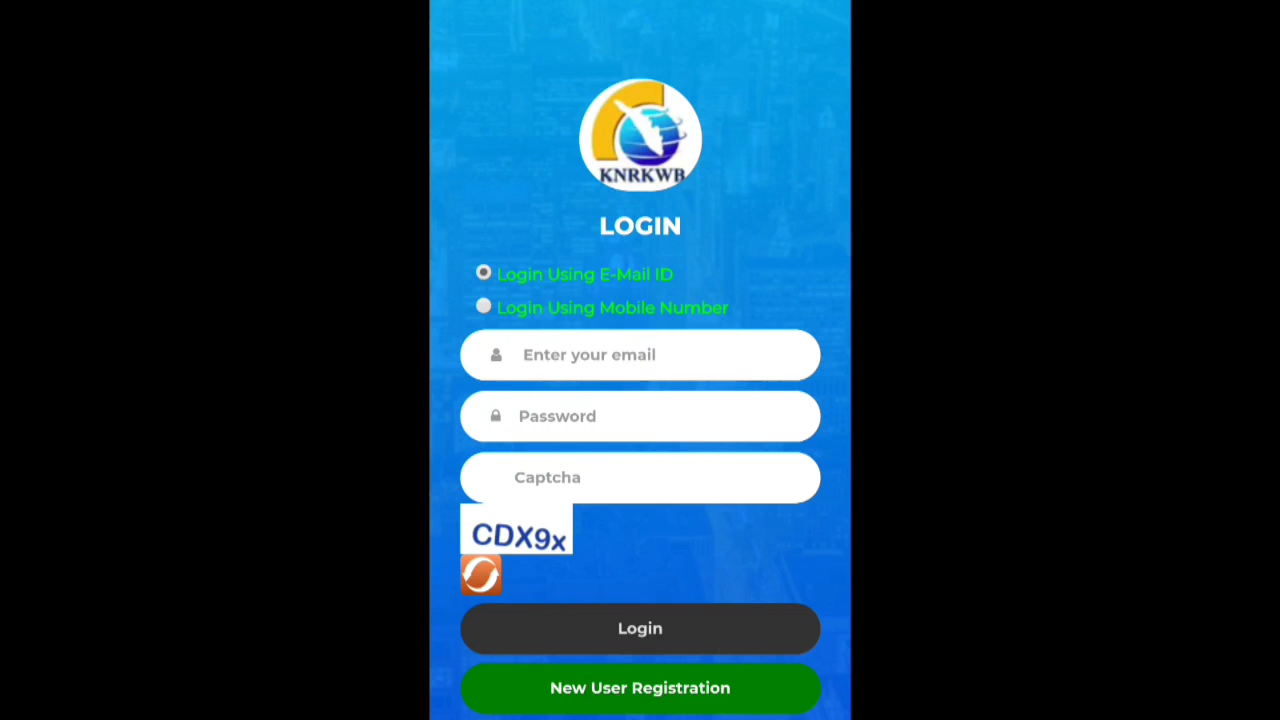 KNRKWB
LOGIN
Login Using E-Mail ID
Login Using Mobile Number
Enter your email
Password
Captcha
CDX9x
Login
New User Registration